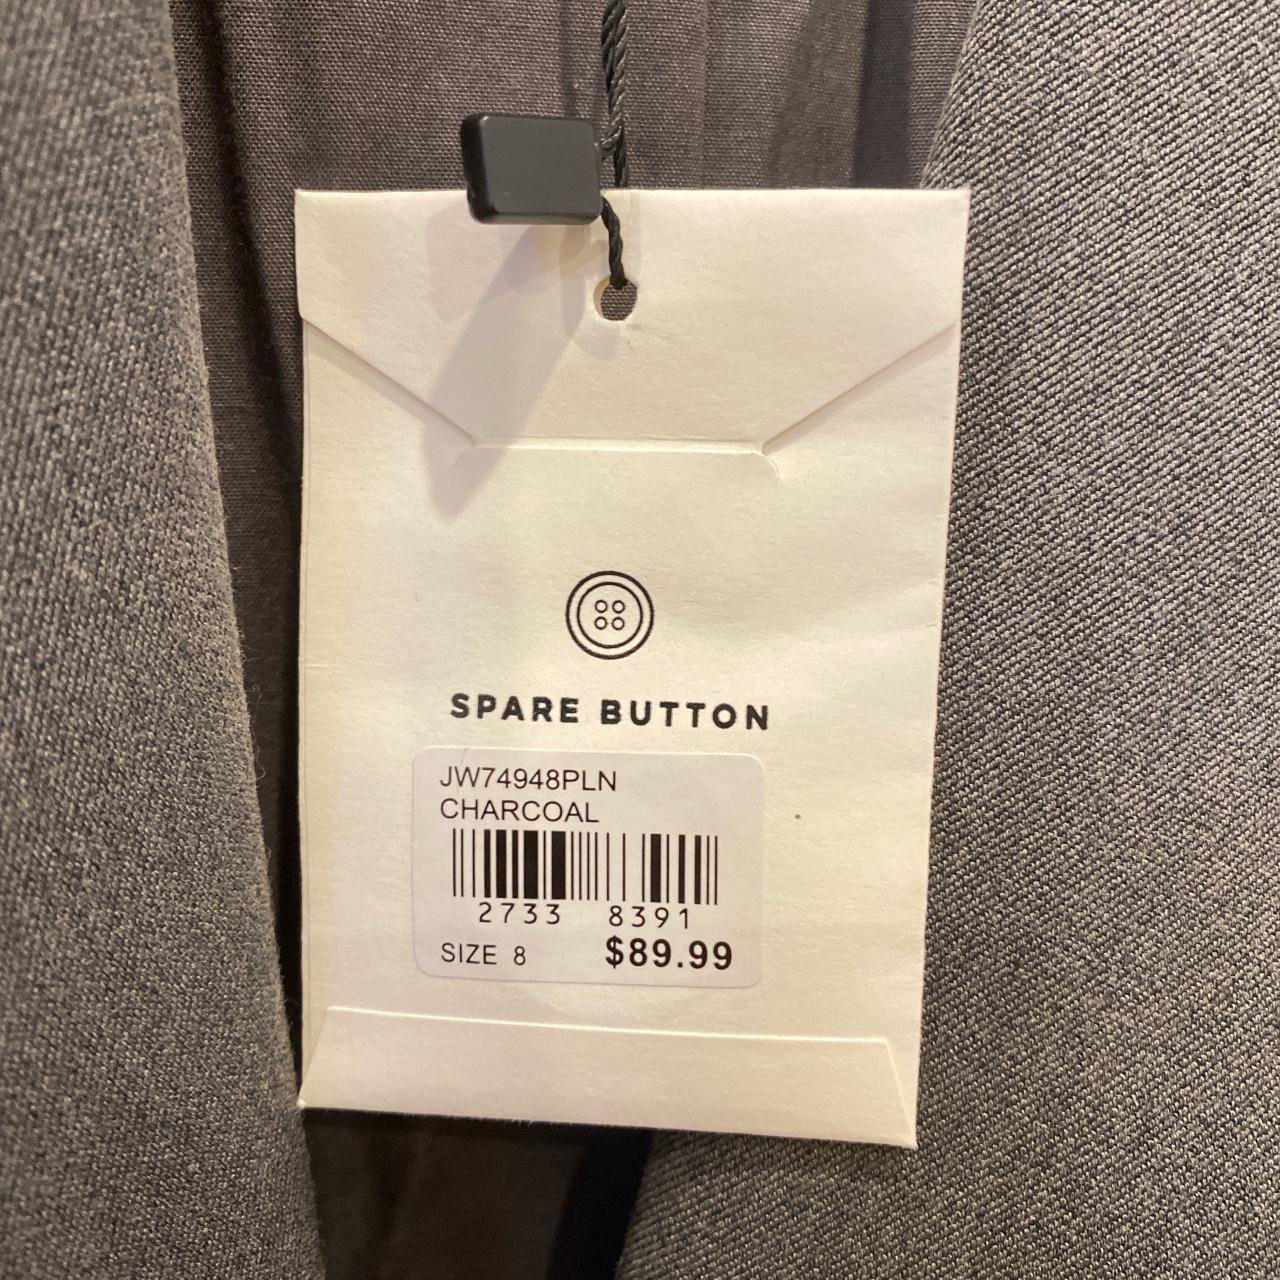 SPARE BUTTON
JW74948PLN
CHARCOAL
2733 8391
SIZE 8 $89.99